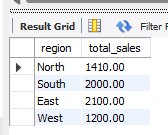 Result Grid Filter R
region total_sales
North 1410.00
South 2000.00
East 2100.00
West 1200.00